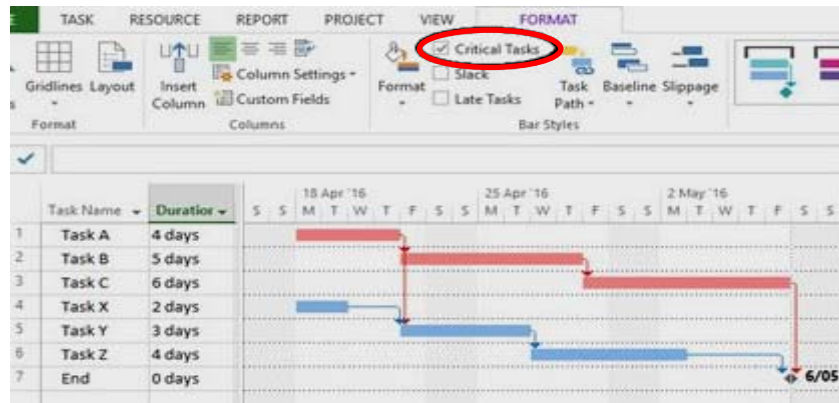 TASK RESOURCE REPORT PROJECT VIEW FORMAT
Critical Tasks
Column Settings
Slack
Gridlines Layout Insert Column Custom Fields Format Late Tasks Task Path Baseline Slippage
Format Columns Bar Styles
18 Apr '16 25 Apr '16 2 May '16
Task Name Duration S S M T W T F S S M T W T F S S M T W T F S S
1 Task A 4 days
2 Task B 5 days
3 Task C 6 days
4 Task X 2 days
5 Task Y 3 days
6 Task Z 4 days
7 End 0 days 6/05